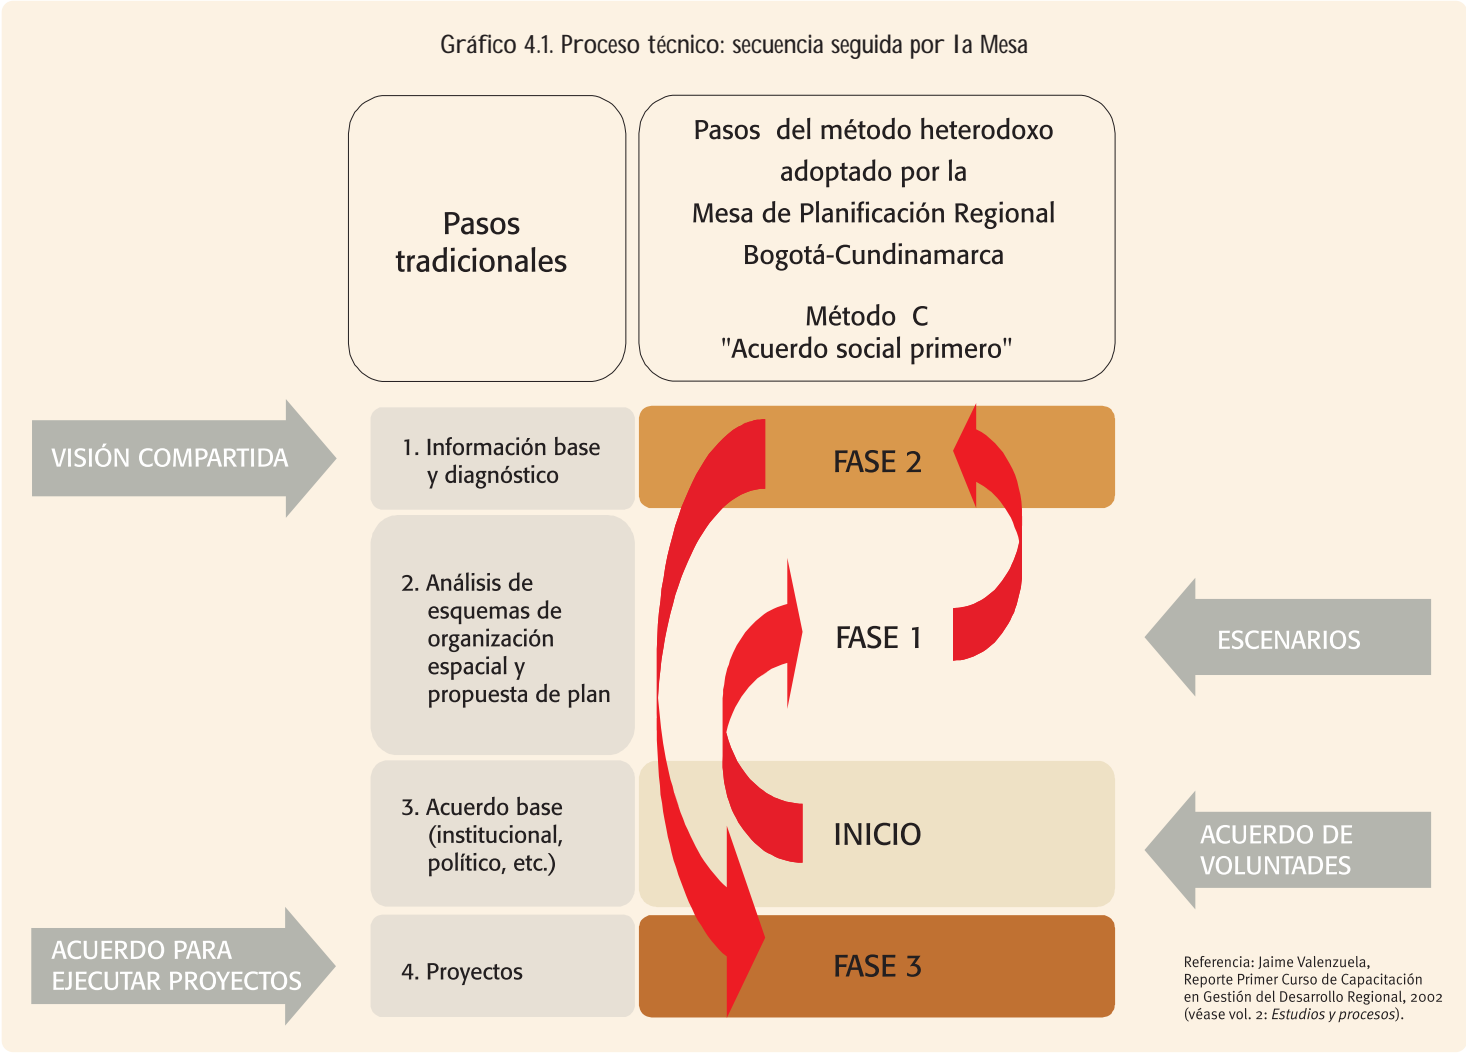 Gráfico 4.1. Proceso técnico: secuencia seguida por la Mesa
Pasos
tradicionales
Pasos del método heterodoxo
adoptado por la
Mesa de Planificación Regional
Bogotá-Cundinamarca
Método C
"Acuerdo social primero"
VISIÓN COMPARTIDA
1. Información base
y diagnóstico
FASE 2
2. Análisis de
esquemas de
organización
espacial y
propuesta de plan
FASE 1
ESCENARIOS
3. Acuerdo base
(institucional,
político, etc.)
INICIO
ACUERDO DE
VOLUNTADES
ACUERDO PARA
EJECUTAR PROYECTOS
4. Proyectos
FASE 3
Referencia: Jaime Valenzuela,
Reporte Primer Curso de Capacitación
en Gestión del Desarrollo Regional, 2002
(véase vol. 2: Estudios y procesos).